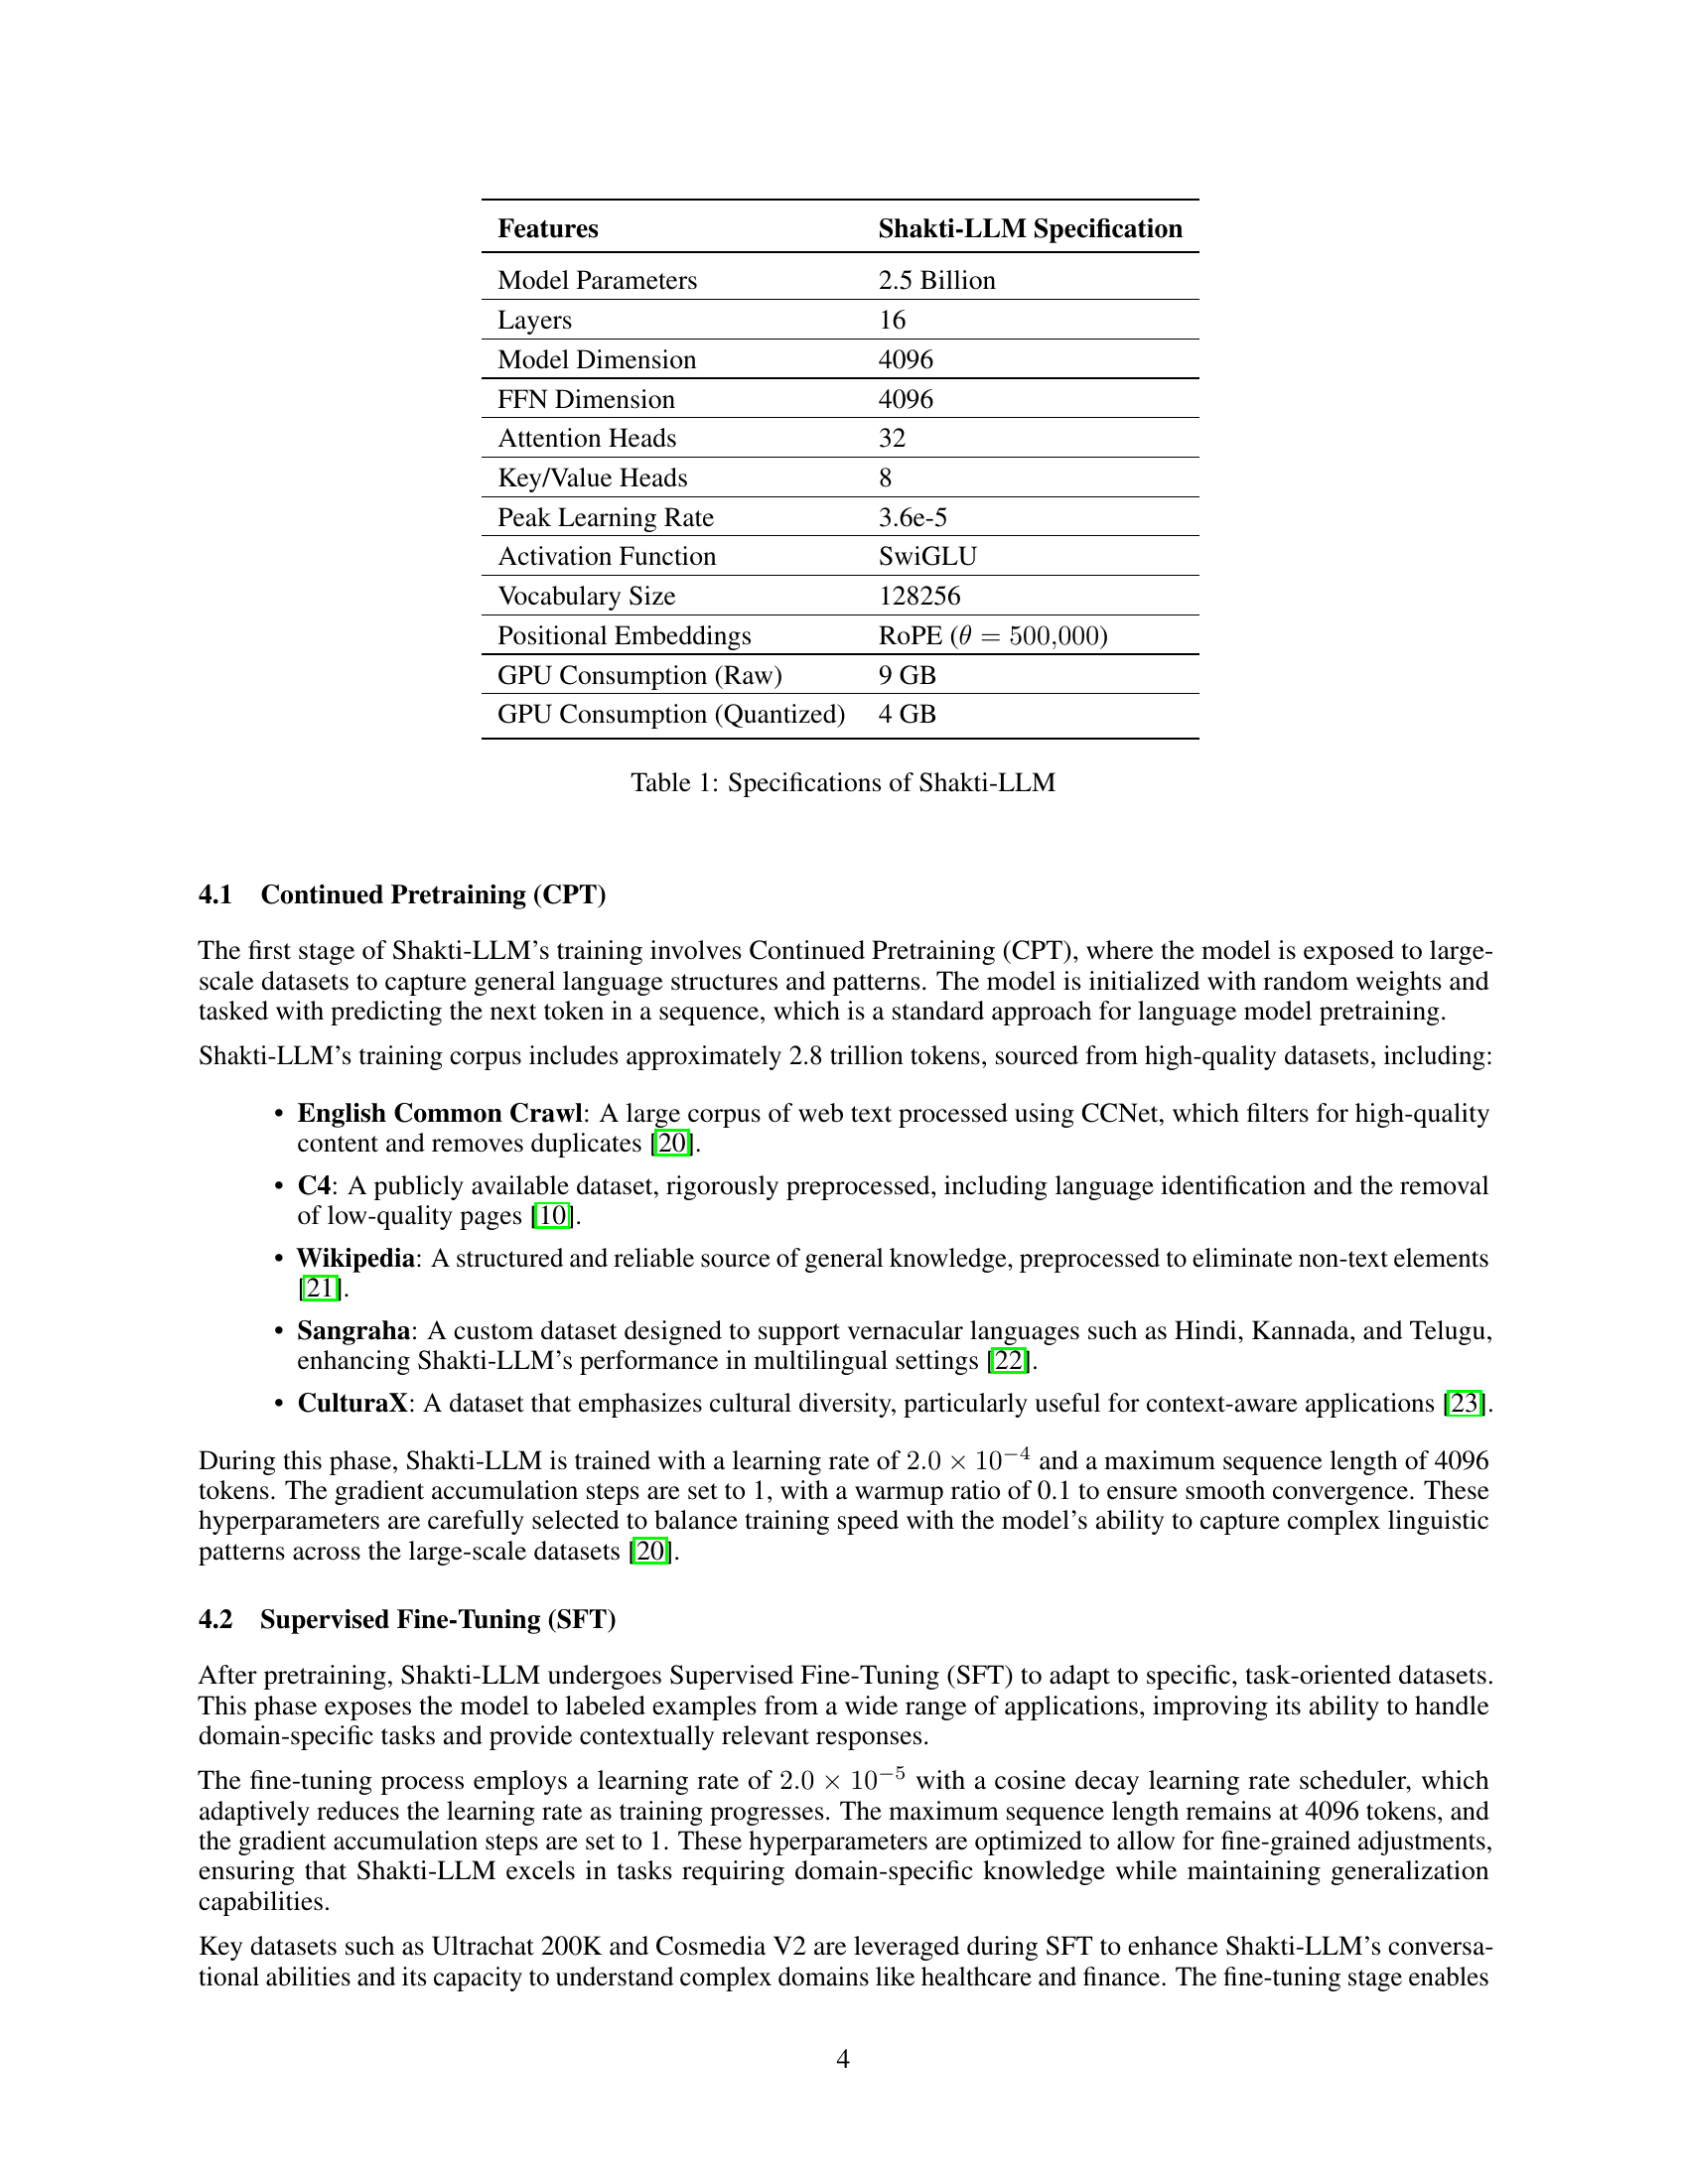 Features Shakti-LLM Specification
Model Parameters 2.5 Billion
Layers 16
Model Dimension 4096
FFN Dimension 4096
Attention Heads 32
Key/Value Heads 8
Peak Learning Rate 3.6e-5
Activation Function SwiGLU
Vocabulary Size 128256
Positional Embeddings RoPE (θ = 500,000)
GPU Consumption (Raw) 9 GB
GPU Consumption (Quantized) 4 GB
Table 1: Specifications of Shakti-LLM
4.1 Continued Pretraining (CPT)
The first stage of Shakti-LLM's training involves Continued Pretraining (CPT), where the model is exposed to large-
scale datasets to capture general language structures and patterns. The model is initialized with random weights and
tasked with predicting the next token in a sequence, which is a standard approach for language model pretraining.
Shakti-LLM's training corpus includes approximately 2.8 trillion tokens, sourced from high-quality datasets, including:
• English Common Crawl: A large corpus of web text processed using CCNet, which filters for high-quality
content and removes duplicates [20].
• C4: A publicly available dataset, rigorously preprocessed, including language identification and the removal
of low-quality pages [10].
• Wikipedia: A structured and reliable source of general knowledge, preprocessed to eliminate non-text elements
[21].
• Sangraha: A custom dataset designed to support vernacular languages such as Hindi, Kannada, and Telugu,
enhancing Shakti-LLM's performance in multilingual settings [22].
• CulturaX: A dataset that emphasizes cultural diversity, particularly useful for context-aware applications [23].
During this phase, Shakti-LLM is trained with a learning rate of 2.0 × 10⁻⁴ and a maximum sequence length of 4096
tokens. The gradient accumulation steps are set to 1, with a warmup ratio of 0.1 to ensure smooth convergence. These
hyperparameters are carefully selected to balance training speed with the model's ability to capture complex linguistic
patterns across the large-scale datasets [20].
4.2 Supervised Fine-Tuning (SFT)
After pretraining, Shakti-LLM undergoes Supervised Fine-Tuning (SFT) to adapt to specific, task-oriented datasets.
This phase exposes the model to labeled examples from a wide range of applications, improving its ability to handle
domain-specific tasks and provide contextually relevant responses.
The fine-tuning process employs a learning rate of 2.0 × 10⁻⁵ with a cosine decay learning rate scheduler, which
adaptively reduces the learning rate as training progresses. The maximum sequence length remains at 4096 tokens, and
the gradient accumulation steps are set to 1. These hyperparameters are optimized to allow for fine-grained adjustments,
ensuring that Shakti-LLM excels in tasks requiring domain-specific knowledge while maintaining generalization
capabilities.
Key datasets such as Ultrachat 200K and Cosmedia V2 are leveraged during SFT to enhance Shakti-LLM's conversa-
tional abilities and its capacity to understand complex domains like healthcare and finance. The fine-tuning stage enables
4